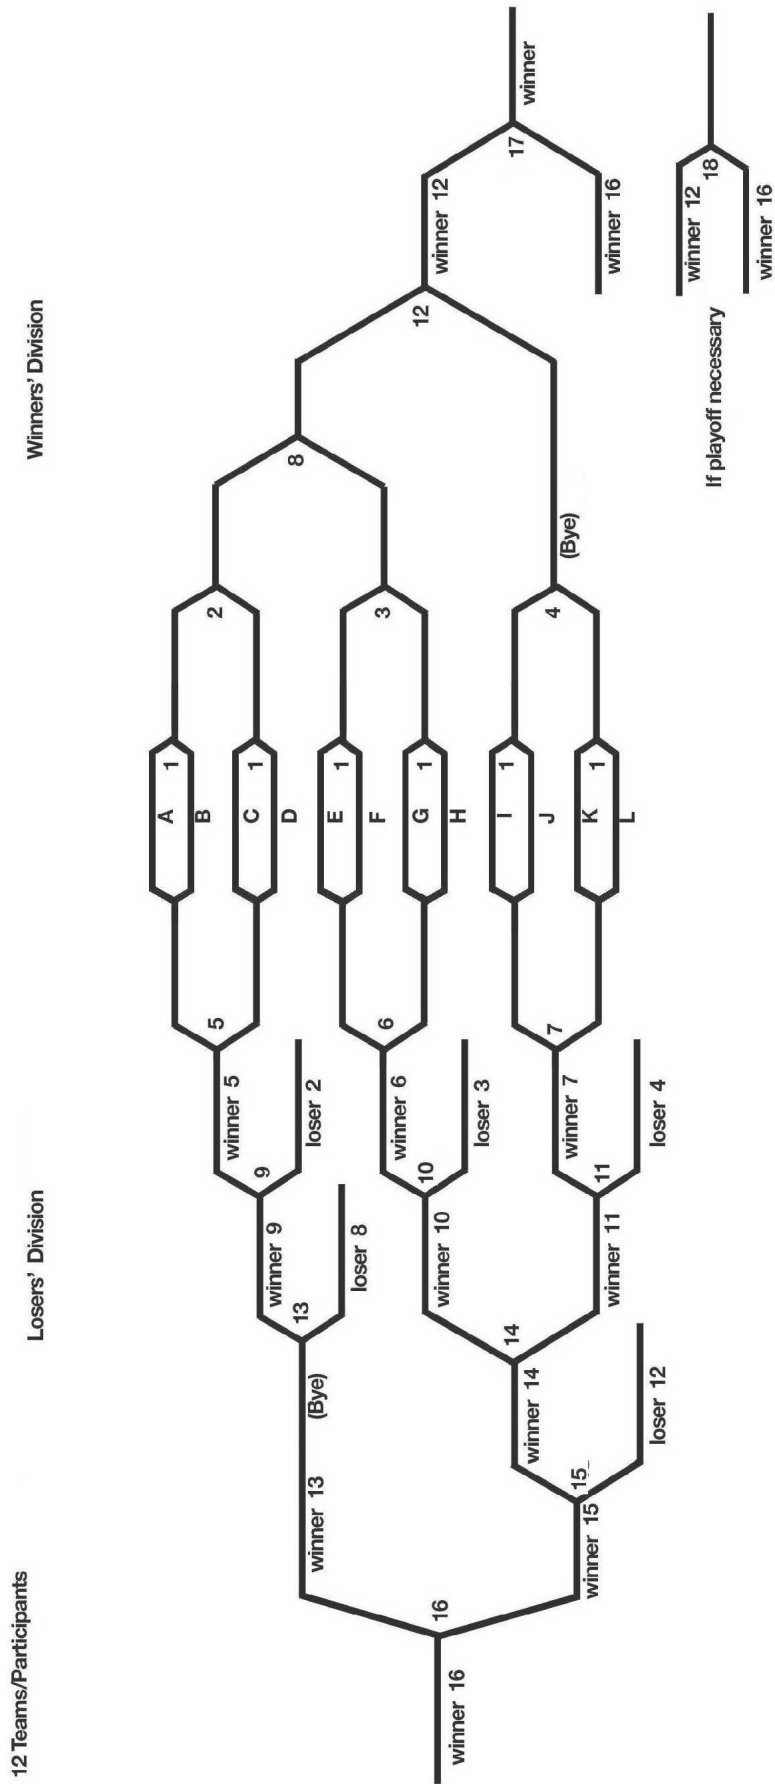 12 Teams/Participants
Losers' Division
Winners' Division
A
1
B
C
1
D
E
1
F
G
1
H
I
1
J
K
1
L
5
winner 5
loser 2
9
winner 9
loser 8
13
(Bye)
winner 13
6
winner 6
loser 3
10
winner 10
7
winner 7
loser 4
11
winner 11
14
winner 14
loser 12
15
winner 15
16
winner 16
2
3
8
4
(Bye)
12
winner 12
winner 16
17
winner
If playoff necessary
winner 12
18
winner 16